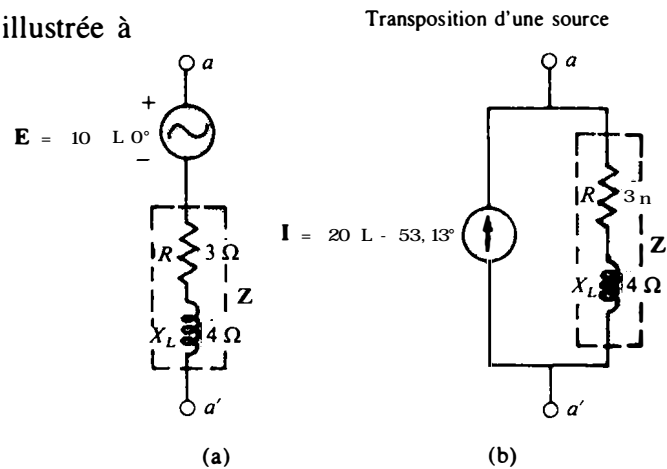 illustrée à
Transposition d'une source
a
+
E = 10 L 0°
−
R 3 Ω
Z
X_L 4 Ω
a'
(a)
a
I = 20 L - 53,13°
R 3 n
Z
X_L 4 Ω
a'
(b)